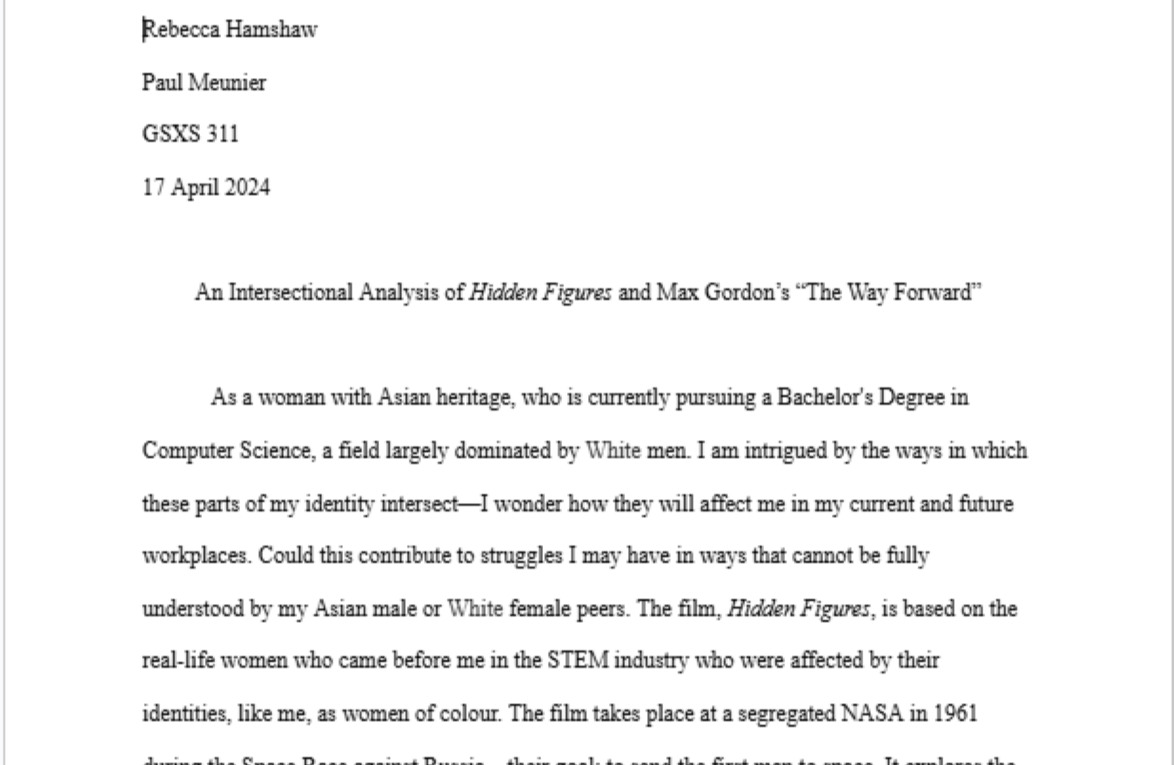 Rebecca Hamshaw
Paul Meunier
GSXS 311
17 April 2024
An Intersectional Analysis of Hidden Figures and Max Gordon’s “The Way Forward”
As a woman with Asian heritage, who is currently pursuing a Bachelor's Degree in
Computer Science, a field largely dominated by White men. I am intrigued by the ways in which
these parts of my identity intersect—I wonder how they will affect me in my current and future
workplaces. Could this contribute to struggles I may have in ways that cannot be fully
understood by my Asian male or White female peers. The film, Hidden Figures, is based on the
real-life women who came before me in the STEM industry who were affected by their
identities, like me, as women of colour. The film takes place at a segregated NASA in 1961
during the Space Race against Russia